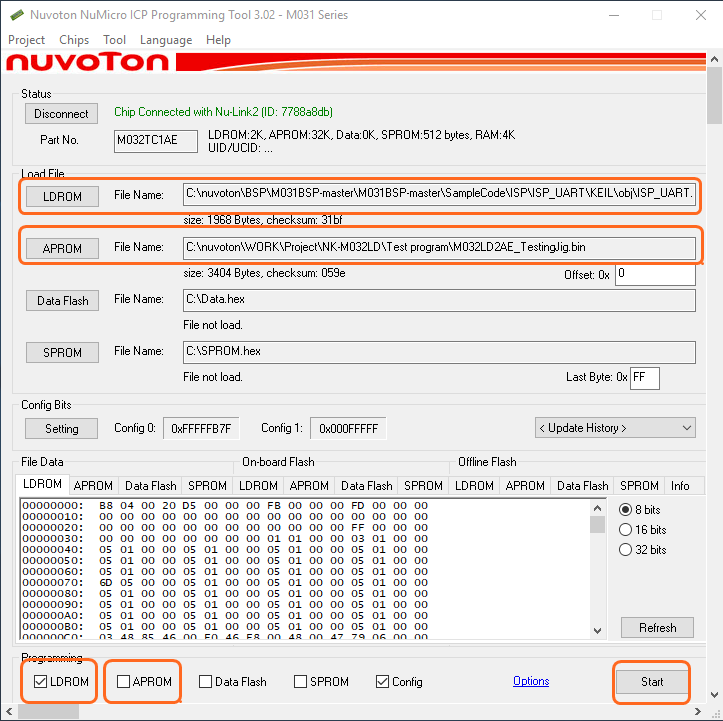 Nuvoton NuMicro ICP Programming Tool 3.02 - M031 Series
Project Chips Tool Language Help
nuvoTon
Status
Disconnect Chip Connected with Nu-Link2 (ID: 7788a8db)
Part No. M032TC1AE LDROM:2K, APROM:32K, Data:0K, SPROM:512 bytes, RAM:4K
UID/UCID: ...
Load File
LDROM File Name: C:\nuvoton\BSP\M031BSP-master\M031BSP-master\SampleCode\ISP\ISP_UART\KEIL\obj\ISP_UART.
size: 1968 Bytes, checksum: 31bf
APROM File Name: C:\nuvoton\WORK\Project\NK-M032LD\Test program\M032LD2AE_TestingJig.bin
size: 3404 Bytes, checksum: 059e Offset: 0x 0
Data Flash File Name: C:\Data.hex
File not load.
SPROM File Name: C:\SPROM.hex
File not load. Last Byte: 0x FF
Config Bits
Setting Config 0: 0xFFFFFB7F Config 1: 0x000FFFFF < Update History >
File Data On-board Flash Offline Flash
LDROM APROM Data Flash SPROM LDROM APROM Data Flash SPROM LDROM APROM Data Flash SPROM Info
00000000: B8 04 00 20 D5 00 00 00 FB 00 00 00 FD 00 00 00
00000010: 00 00 00 00 00 00 00 00 00 00 00 00 00 00 00 00
00000020: 00 00 00 00 00 00 00 00 00 00 00 00 FF 00 00 00
00000030: 00 00 00 00 00 00 00 00 01 01 00 00 03 01 00 00
00000040: 05 01 00 00 05 01 00 00 05 01 00 00 05 01 00 00
00000050: 05 01 00 00 05 01 00 00 05 01 00 00 05 01 00 00
00000060: 05 01 00 00 05 01 00 00 05 01 00 00 05 01 00 00
00000070: 6D 05 00 00 05 01 00 00 05 01 00 00 05 01 00 00
00000080: 05 01 00 00 05 01 00 00 05 01 00 00 05 01 00 00
00000090: 05 01 00 00 05 01 00 00 05 01 00 00 05 01 00 00
000000A0: 05 01 00 00 05 01 00 00 05 01 00 00 05 01 00 00
000000B0: 05 01 00 00 05 01 00 00 05 01 00 00 05 01 00 00
000000C0: 03 48 85 46 00 F0 46 F8 00 48 00 47 79 06 00 00
8 bits
16 bits
32 bits
Refresh
Programming
LDROM APROM Data Flash SPROM Config Options Start